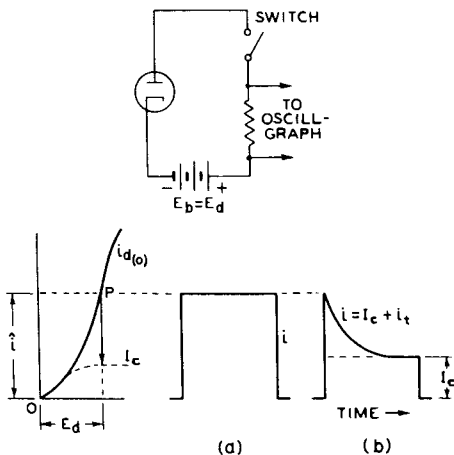 SWITCH
TO
OSCILL-
GRAPH
− +
E_b=E_d
i_d(o)
P
î
I_c
O
E_d
i
i=I_c+i_t
I_c
TIME →
(a) (b)